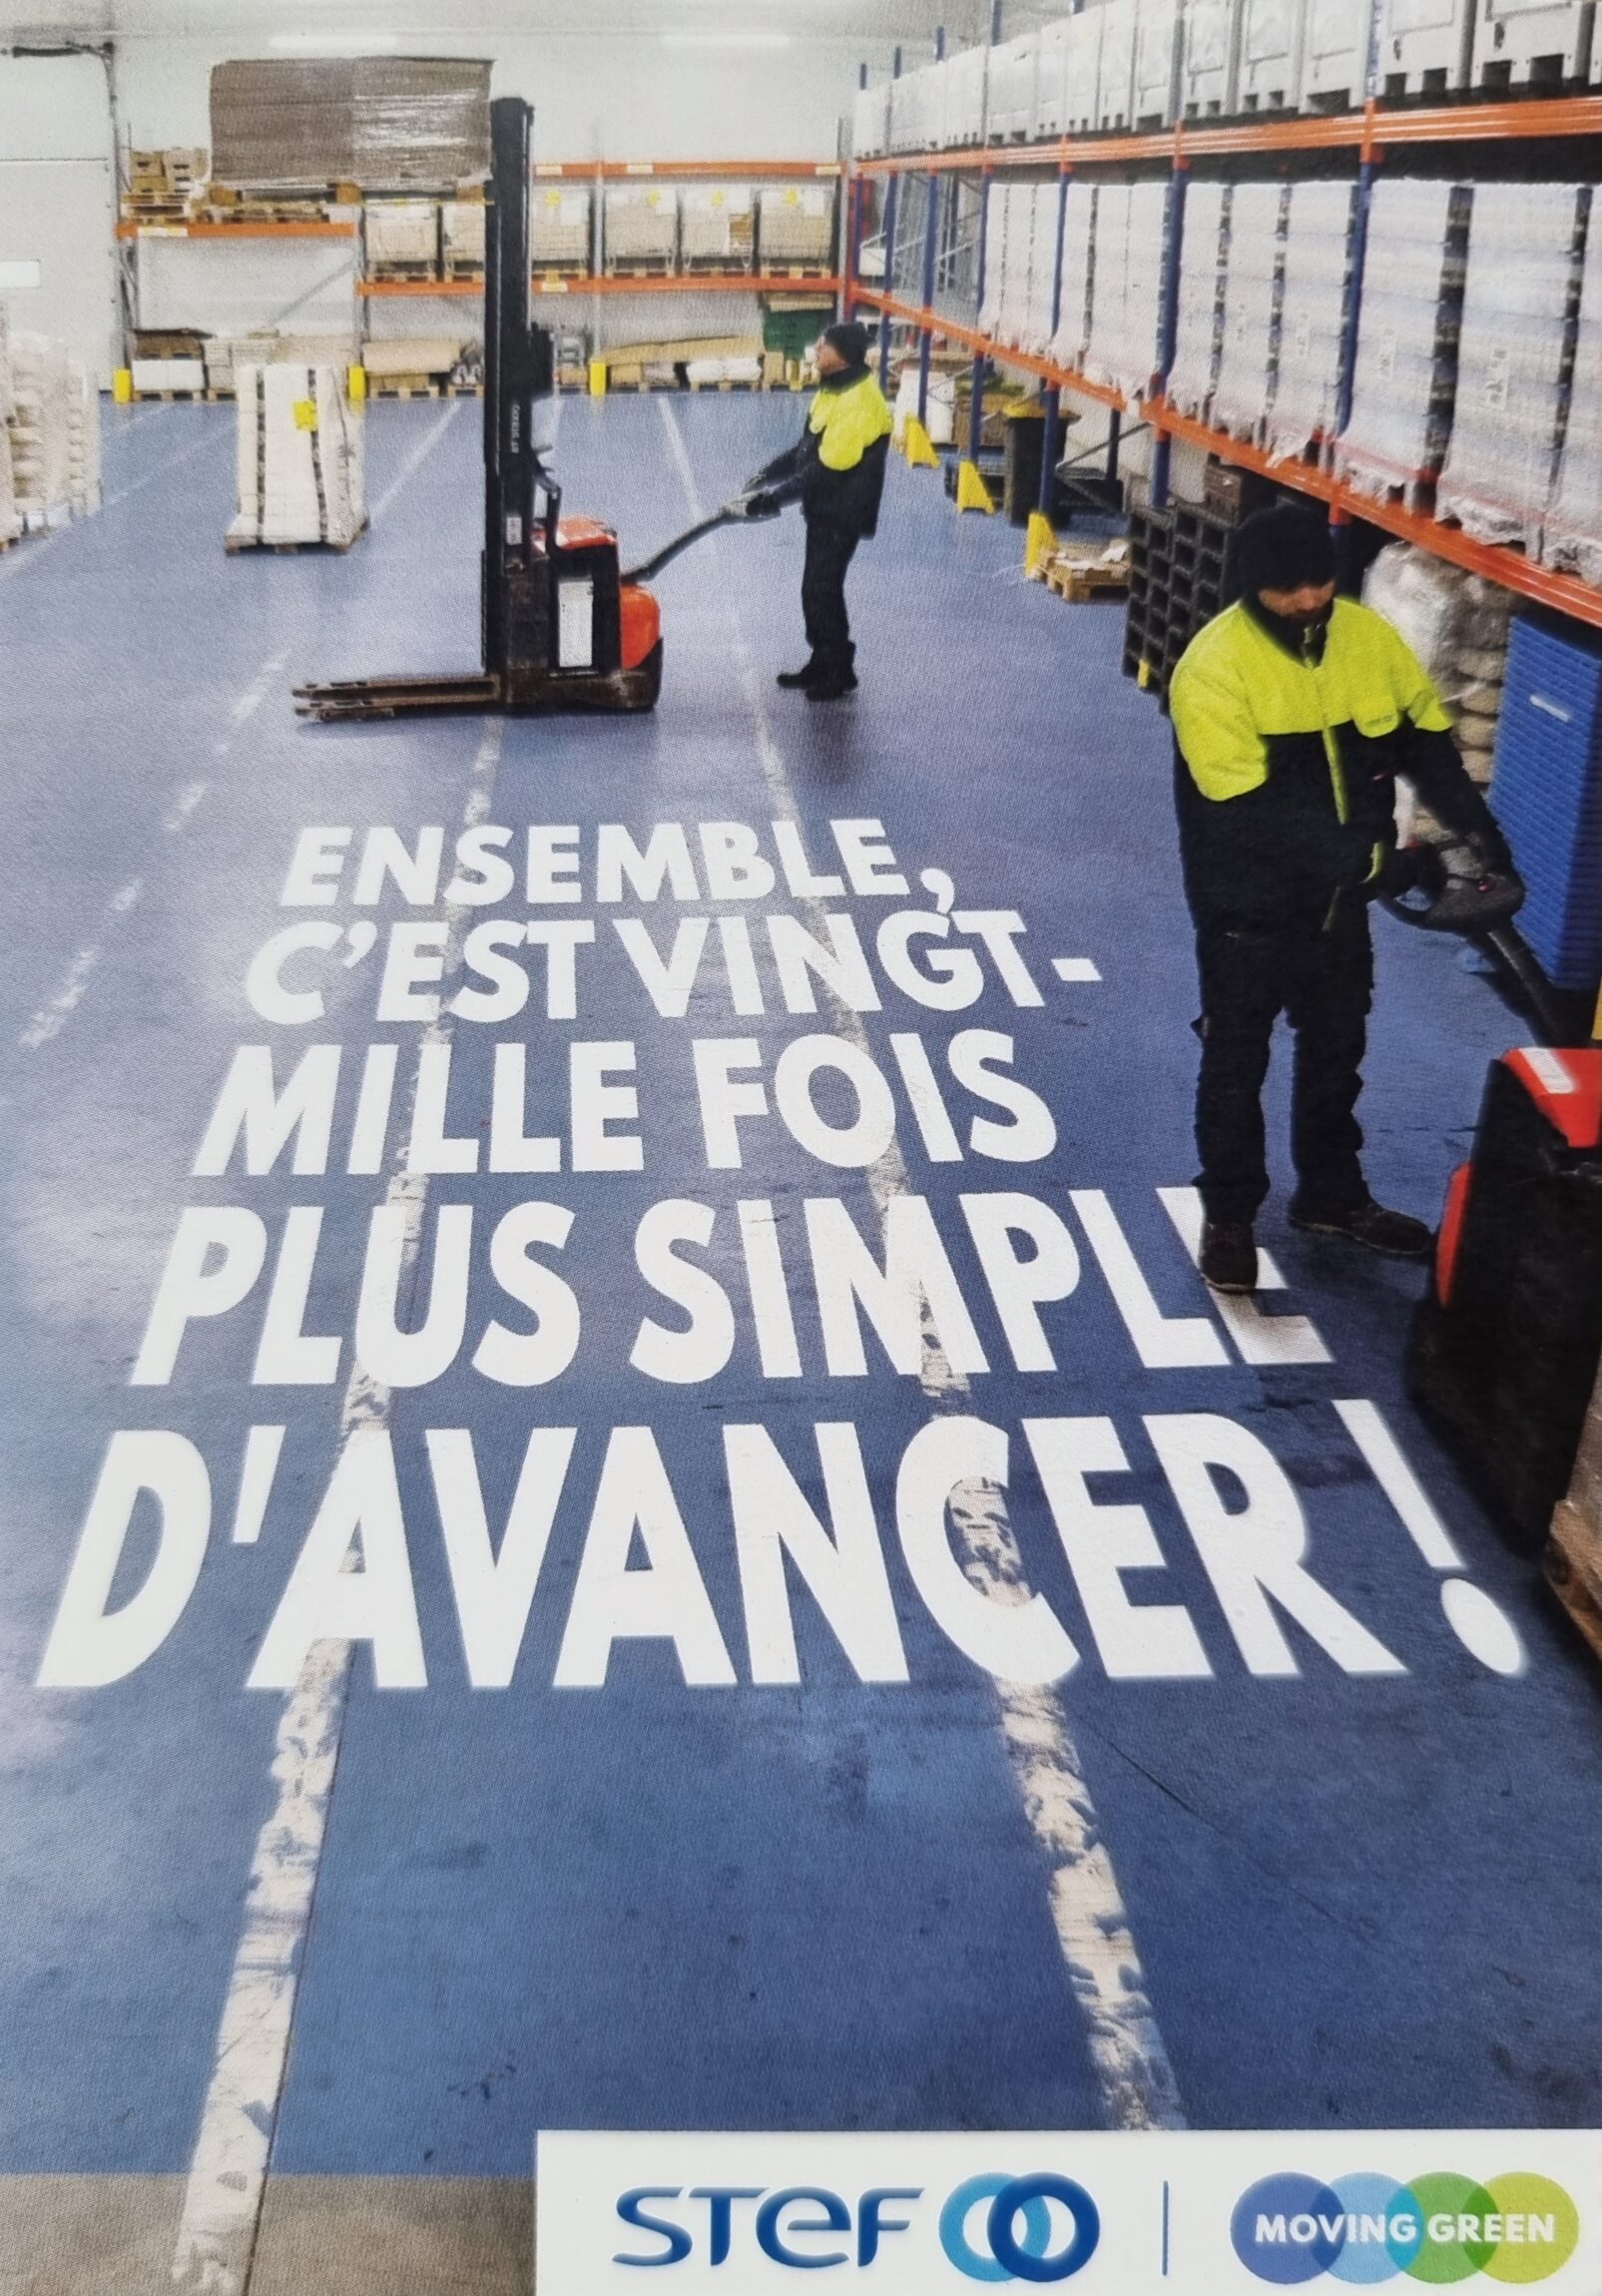 ENSEMBLE,
C'EST VINGT-
MILLE FOIS
PLUS SIMPLE
D'AVANCER !
STEF | MOVING GREEN